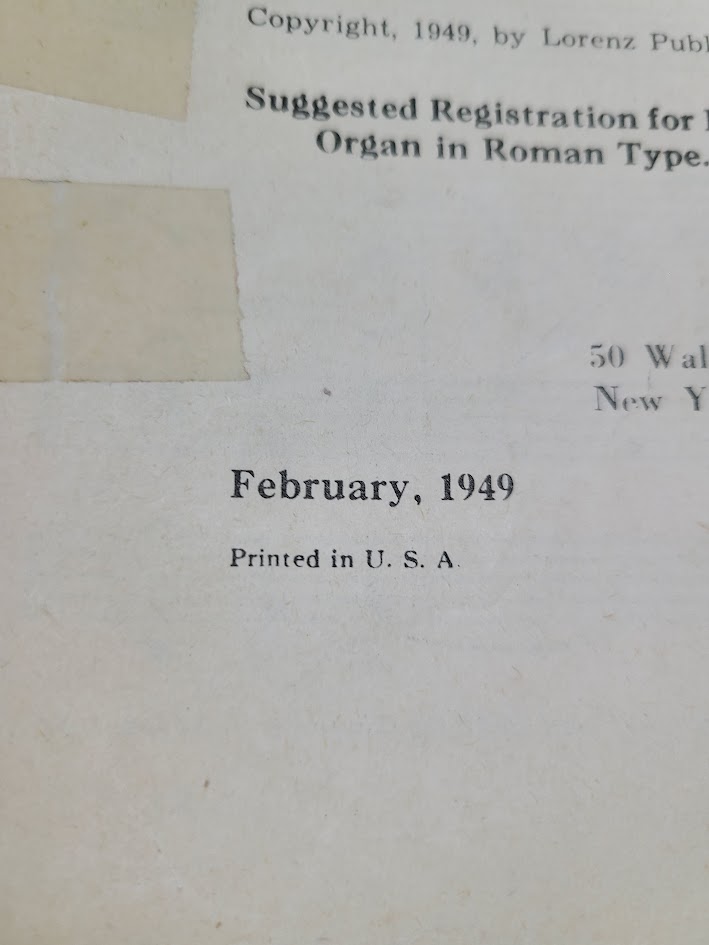 Copyright, 1949, by Lorenz Publ
Suggested Registration for
Organ in Roman Type.
50 Wal
New Y
February, 1949
Printed in U. S. A.